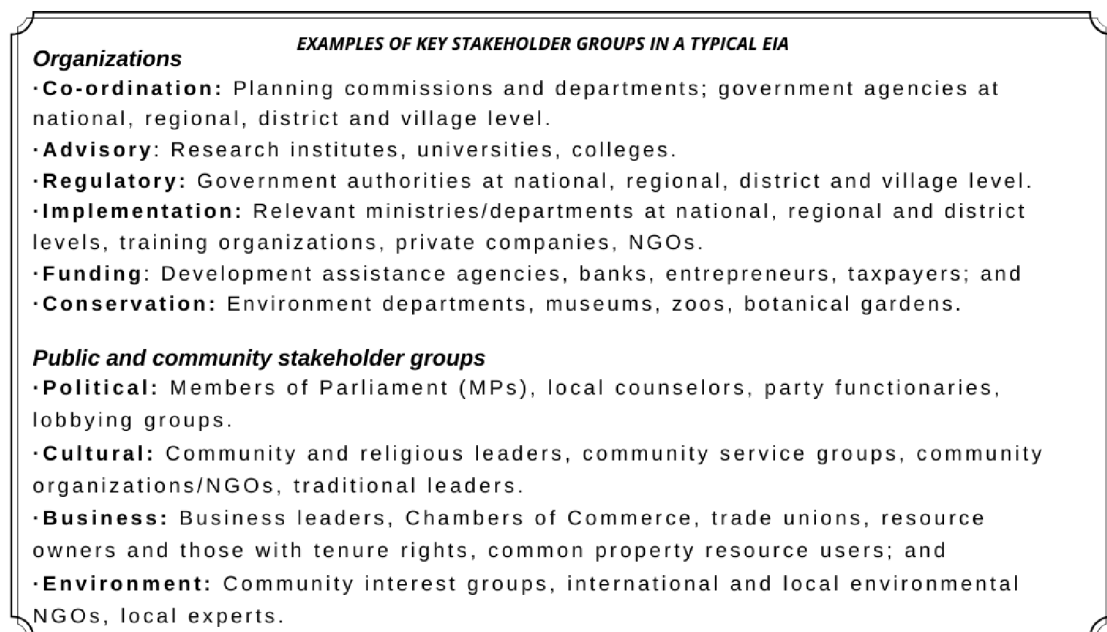 EXAMPLES OF KEY STAKEHOLDER GROUPS IN A TYPICAL EIA
Organizations
·Co-ordination: Planning commissions and departments; government agencies at
national, regional, district and village level.
·Advisory: Research institutes, universities, colleges.
·Regulatory: Government authorities at national, regional, district and village level.
·Implementation: Relevant ministries/departments at national, regional and district
levels, training organizations, private companies, NGOs.
·Funding: Development assistance agencies, banks, entrepreneurs, taxpayers; and
·Conservation: Environment departments, museums, zoos, botanical gardens.
Public and community stakeholder groups
·Political: Members of Parliament (MPs), local counselors, party functionaries,
lobbying groups.
·Cultural: Community and religious leaders, community service groups, community
organizations/NGOs, traditional leaders.
·Business: Business leaders, Chambers of Commerce, trade unions, resource
owners and those with tenure rights, common property resource users; and
·Environment: Community interest groups, international and local environmental
NGOs, local experts.